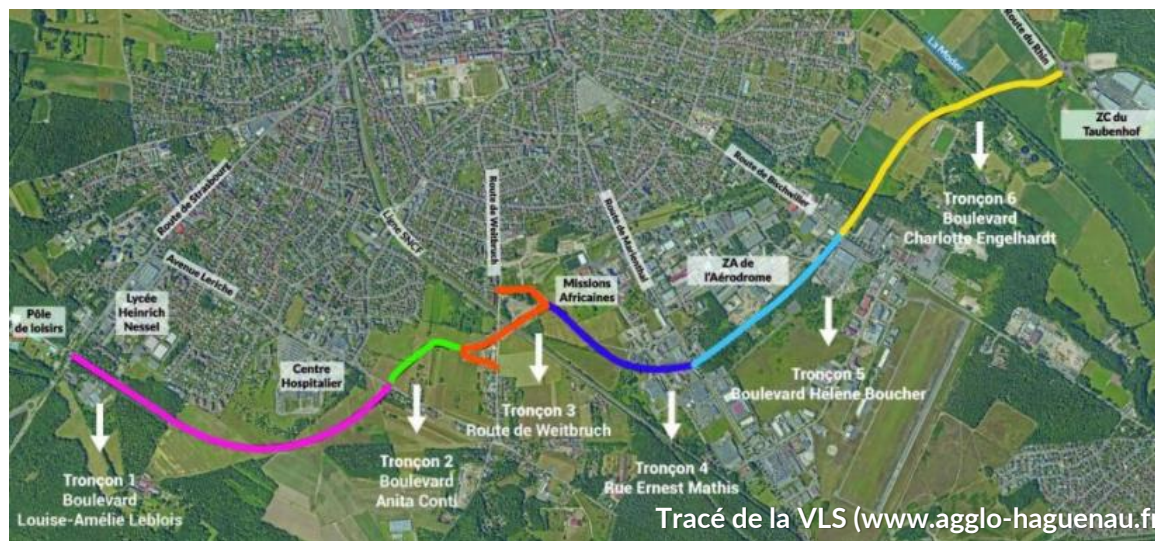 Route du Rhin
La Moder
ZC du
Taubenhof
Route de Strasbourg
Route de Bischwiller
Tronçon 6
Boulevard
Charlotte Engelhardt
Ligne SNCF
Route de Weitbruch
Route de Marienthal
Avenue Leriche
ZA de
l'Aérodrome
Missions
Africaines
Pôle
de loisirs
Lycée
Heinrich
Nessel
Centre
Hospitalier
Tronçon 5
Boulevard Hélène Boucher
Tronçon 3
Route de Weitbruch
Tronçon 2
Boulevard
Anita Conti
Tronçon 4
Rue Ernest Mathis
Tronçon 1
Boulevard
Louise-Amélie Leblois
Tracé de la VLS (www.agglo-haguenau.fr